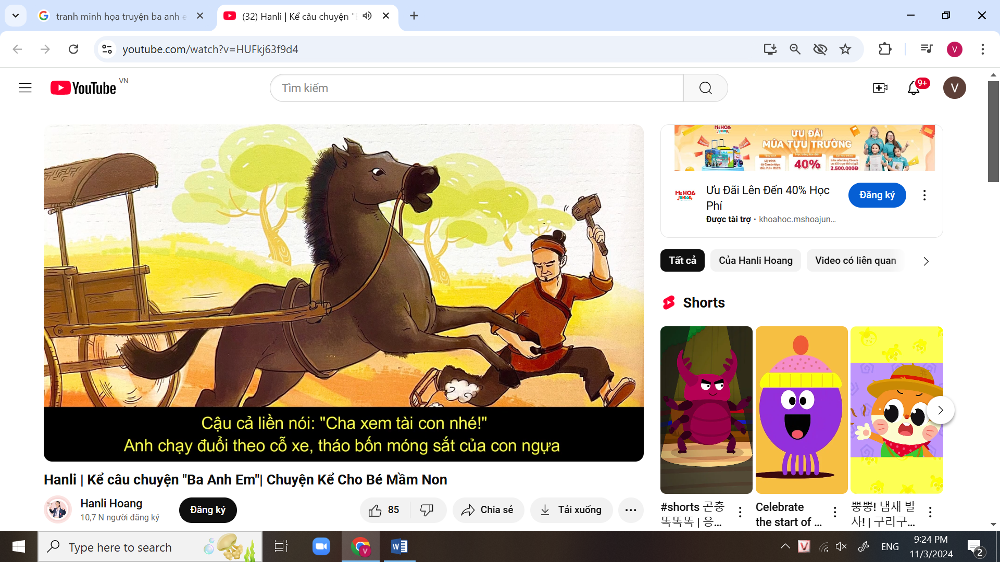 tranh minh họa truyện ba anh e
(32) Hanli | Kể câu chuyện "
youtube.com/watch?v=HUFkj63f9d4
V
YouTube VN
Tìm kiếm
9+
V
Cậu cả liền nói: "Cha xem tài con nhé!"
Anh chạy đuổi theo cỗ xe, tháo bốn móng sắt của con ngựa
Hanli | Kể câu chuyện "Ba Anh Em"| Chuyện Kể Cho Bé Mầm Non
Hanli Hoang
10,7 N người đăng ký
Đăng ký
85
Chia sẻ
Tải xuống
MsHOA
JUNIOR
ƯU ĐÃI
MÙA TỰU TRƯỜNG
40%
2.500.000Đ
MsHOA
JUNIOR
Ưu Đãi Lên Đến 40% Học
Phí
Được tài trợ · khoahoc.mshoajun...
Đăng ký
Tất cả
Của Hanli Hoang
Video có liên quan
Shorts
#shorts 곤충
똑똑똑 | 응...
Celebrate
the start of ...
뿡뿡! 냄새 발
사! | 구리구...
Type here to search
V
W
V
ENG
9:24 PM
11/3/2024
2